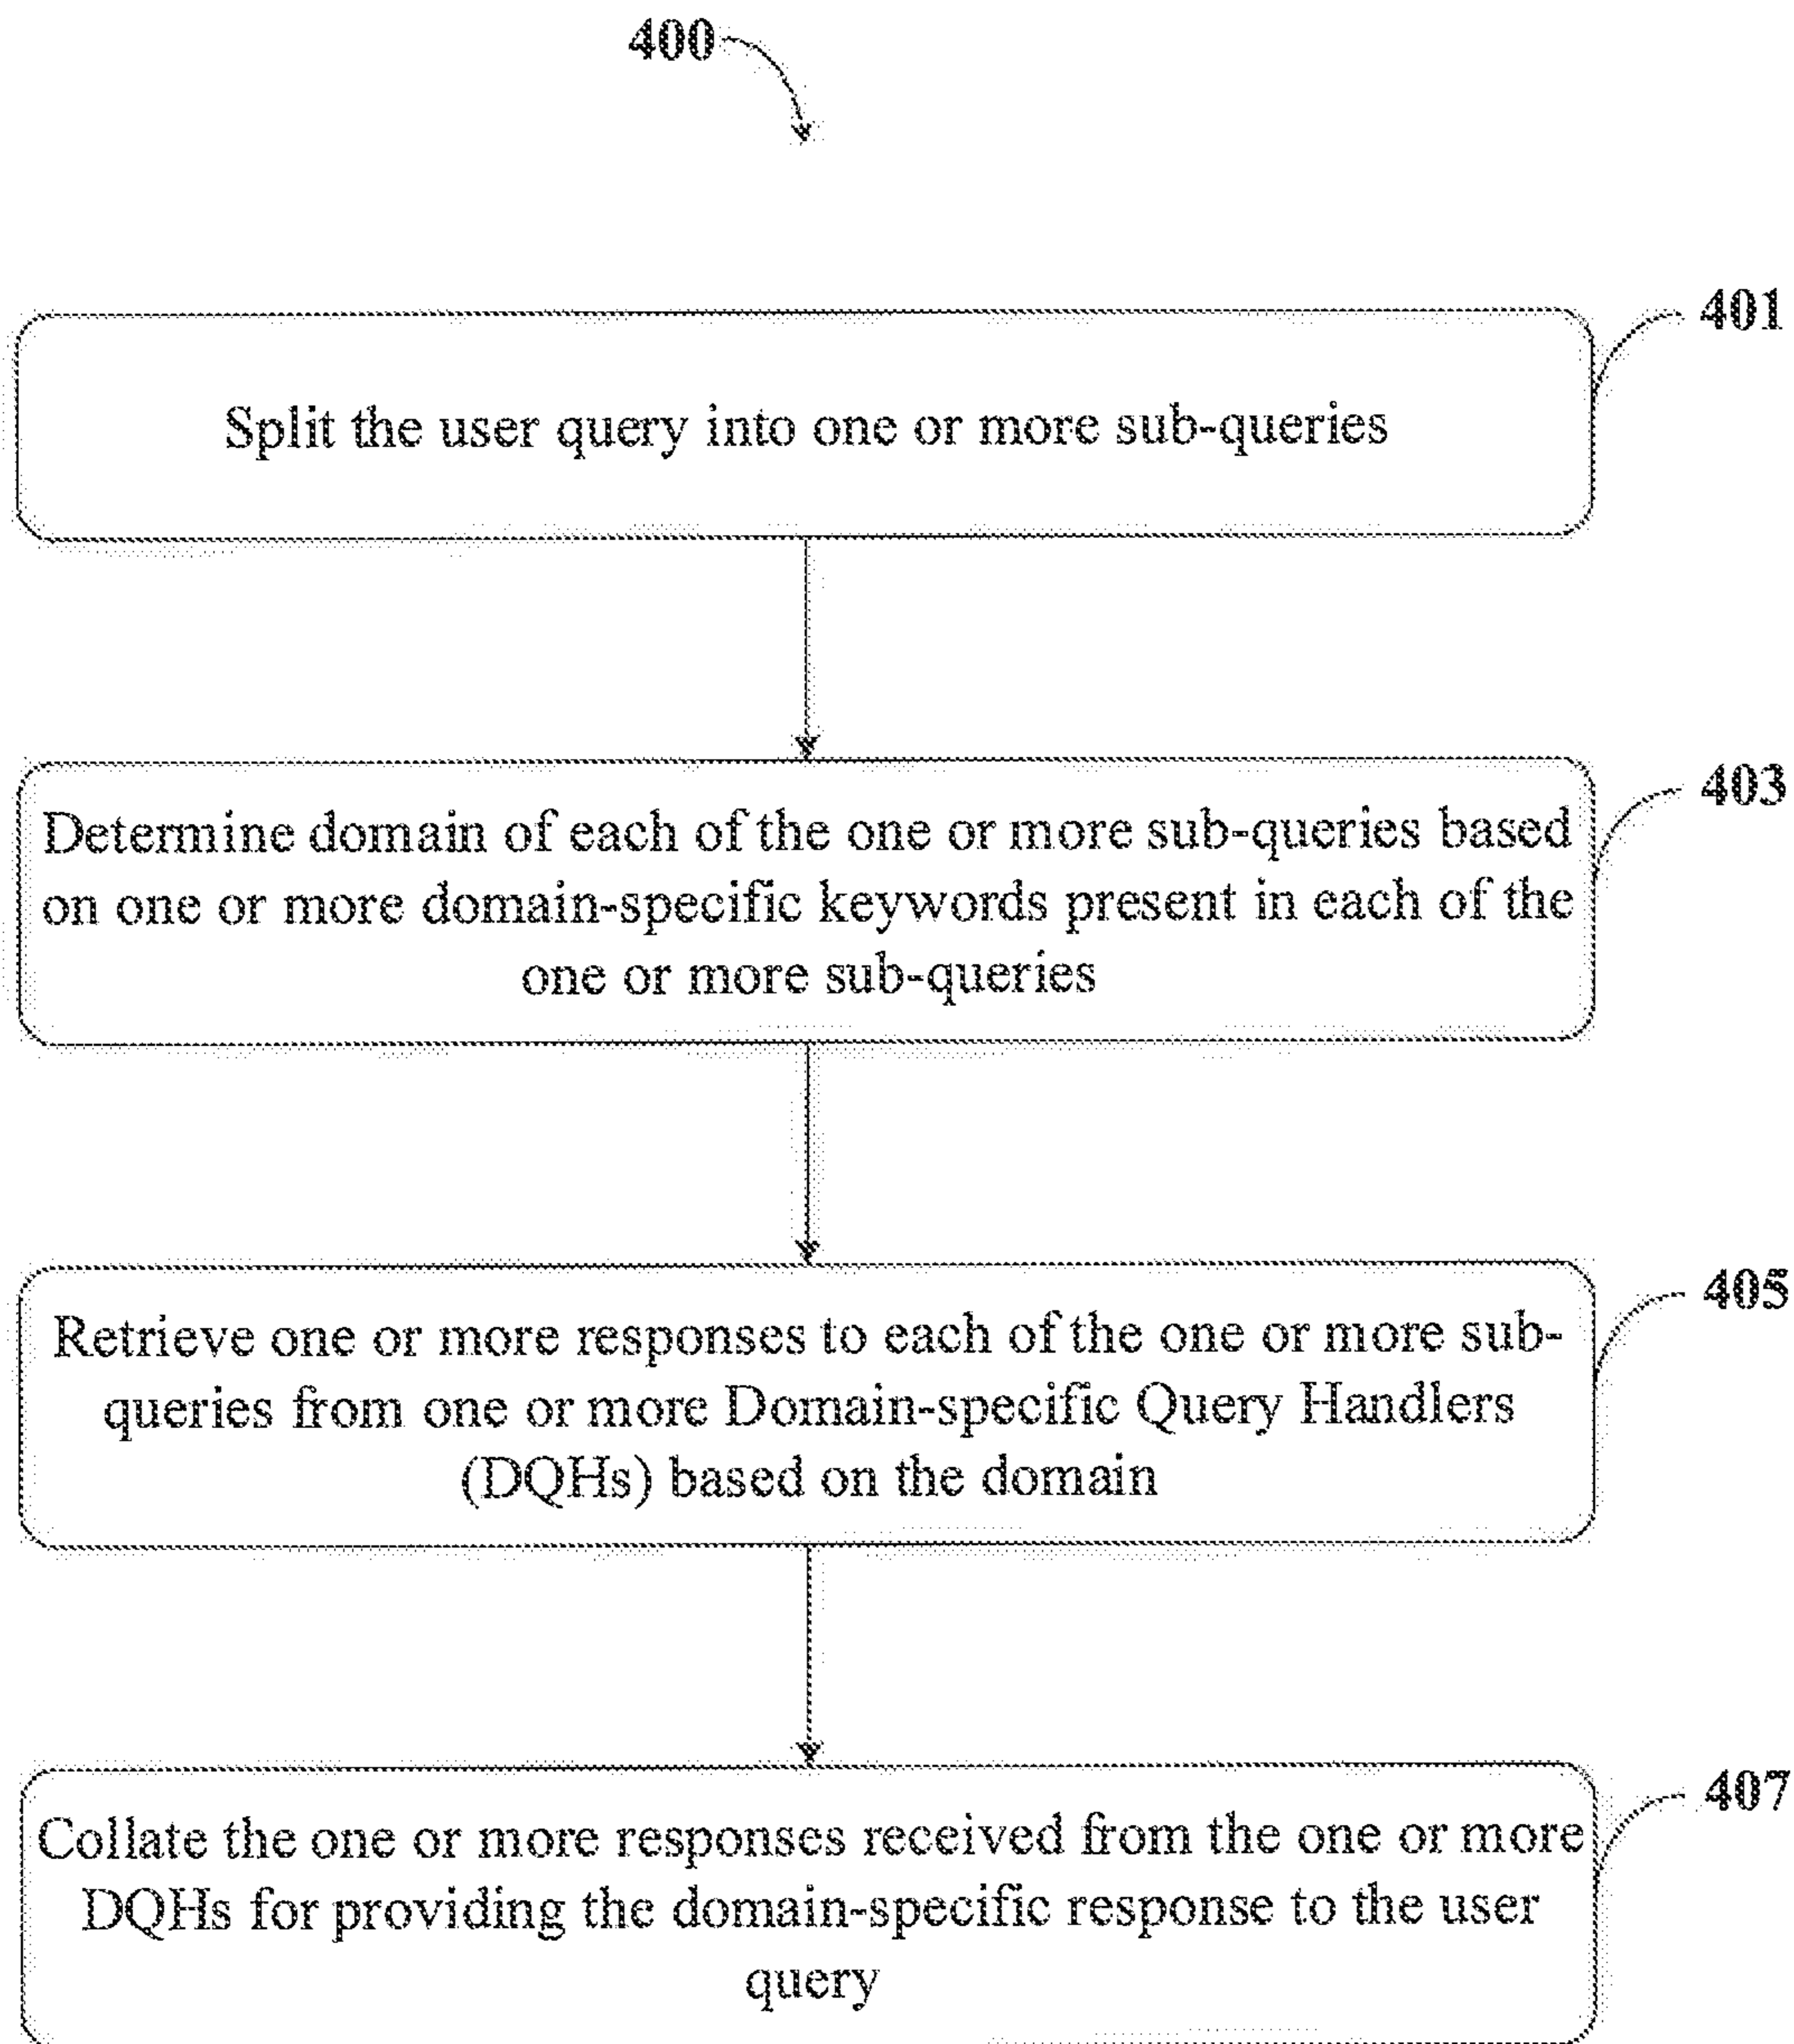 400
401
Split the user query into one or more sub-queries
403
Determine domain of each of the one or more sub-queries based
on one or more domain-specific keywords present in each of the
one or more sub-queries
405
Retrieve one or more responses to each of the one or more sub-
queries from one or more Domain-specific Query Handlers
(DQHs) based on the domain
407
Collate the one or more responses received from the one or more
DQHs for providing the domain-specific response to the user
query